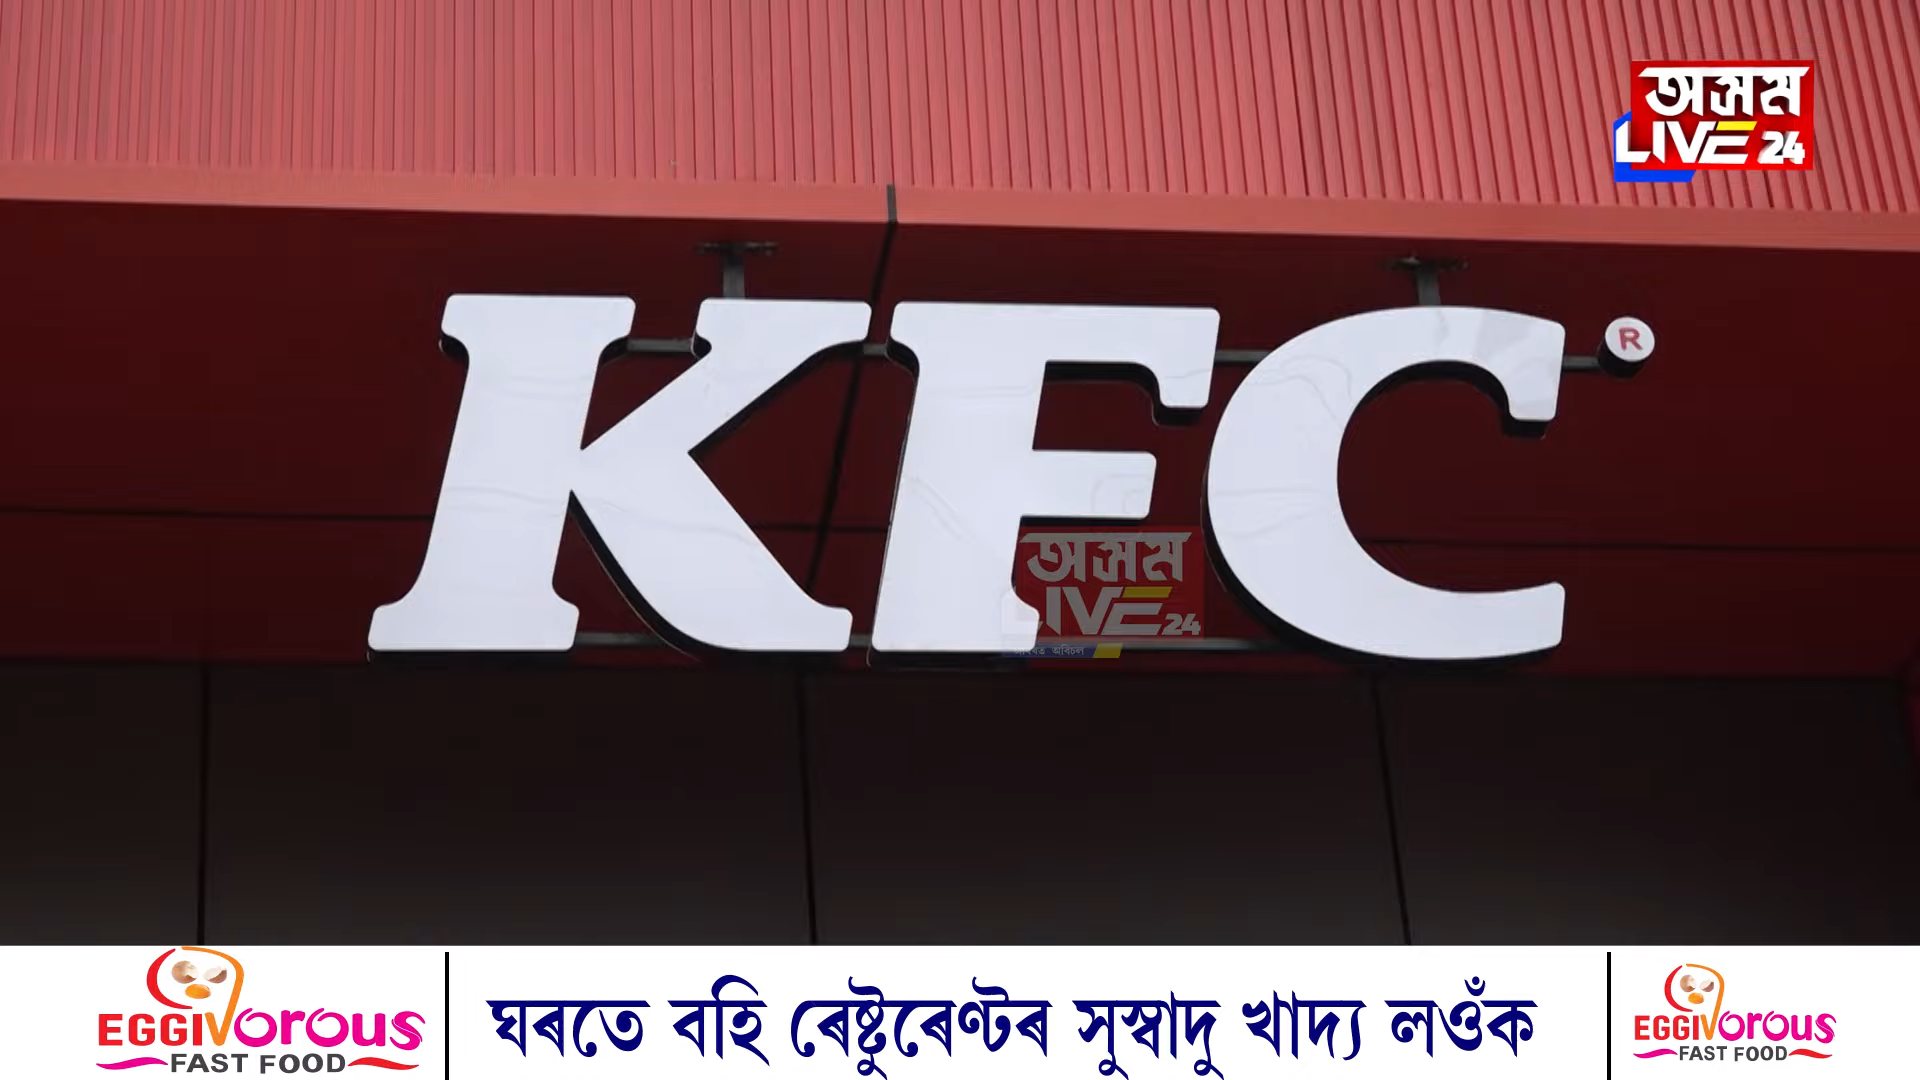 অসম
LIVE 24
KFC
R
অসম
LIVE 24
EGGIVOROUS
FAST FOOD
ঘৰতে বহি ৰেষ্টুৰেণ্টৰ সুস্বাদু খাদ্য লওঁক
EGGIVOROUS
FAST FOOD